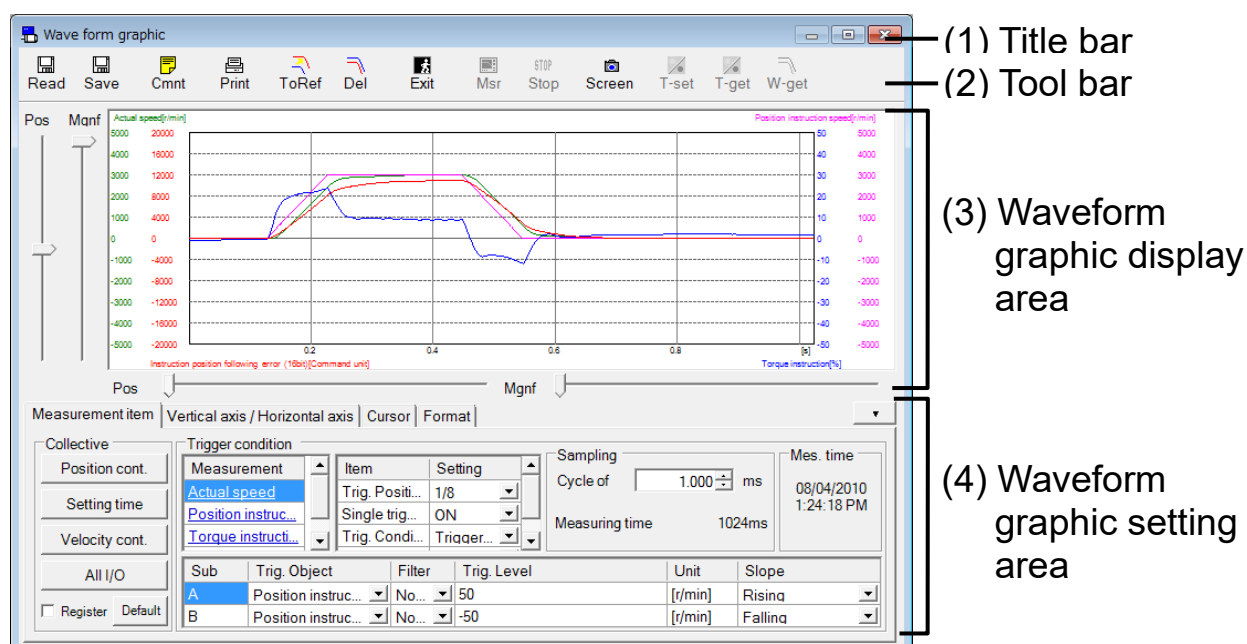 Wave form graphic
(1) Title bar
Read Save Cmnt Print ToRef Del Exit Msr STOP Stop Screen T-set T-get W-get
(2) Tool bar
Pos Mgnf
Actual speed[r/min] Position instruction speed[r/min]
5000 20000 50 5000
4000 16000 40 4000
3000 12000 30 3000
2000 8000 20 2000
1000 4000 10 1000
0 0 0 0
-1000 -4000 -10 -1000
-2000 -8000 -20 -2000
-3000 -12000 -30 -3000
-4000 -16000 -40 -4000
-5000 -20000 0.2 0.4 0.6 0.8 [s] -50 -5000
Instruction position following error (16bit)[Command unit] Torque instruction[%]
(3) Waveform
graphic display
area
Pos Mgnf
Measurement item Vertical axis / Horizontal axis Cursor Format
Collective
Position cont.
Setting time
Velocity cont.
All I/O
Register Default
Trigger condition
Measurement
Actual speed
Position instruc...
Torque instructi...
Item Setting
Trig. Positi... 1/8
Single trig... ON
Trig. Condi... Trigger...
Sampling
Cycle of 1.000 ms
Measuring time 1024ms
Mes. time
08/04/2010
1:24:18 PM
Sub Trig. Object Filter Trig. Level Unit Slope
A Position instruc... No... 50 [r/min] Rising
B Position instruc... No... -50 [r/min] Falling
(4) Waveform
graphic setting
area